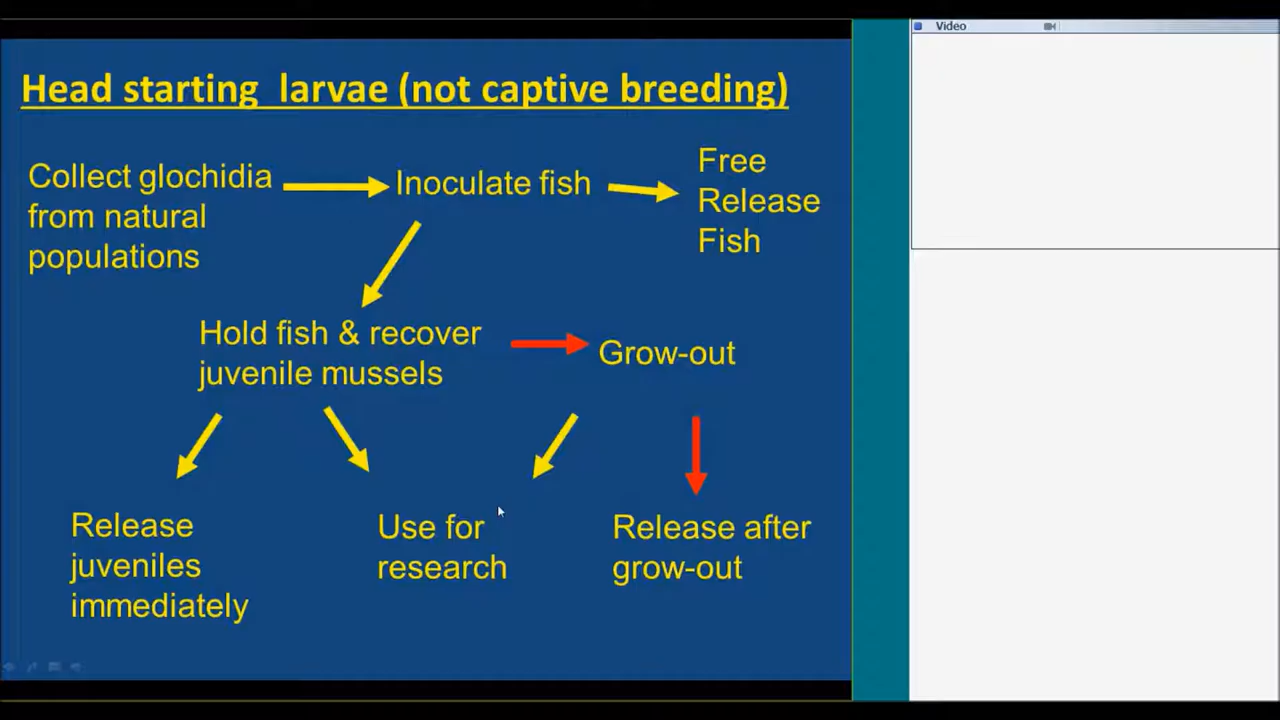 Video
Head starting larvae (not captive breeding)
Collect glochidia
from natural
populations
Inoculate fish
Free
Release
Fish
Hold fish & recover
juvenile mussels
Grow-out
Release
juveniles
immediately
Use for
research
Release after
grow-out